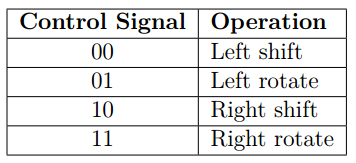 Control Signal Operation
00 Left shift
01 Left rotate
10 Right shift
11 Right rotate